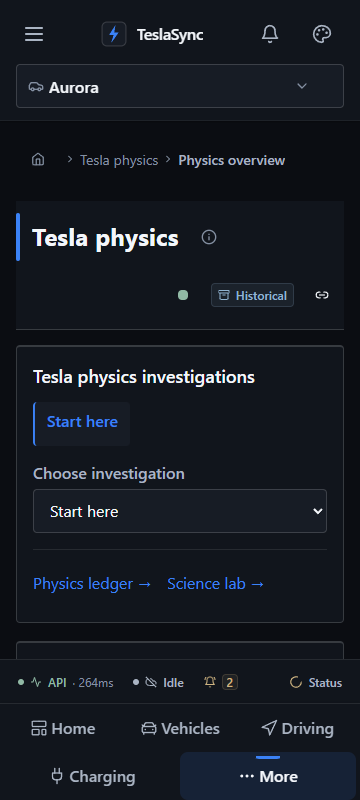 TeslaSync
Aurora
Tesla physics
Physics overview
Tesla physics
Historical
Tesla physics investigations
Start here
Choose investigation
Start here
Physics ledger →
Science lab →
API · 264ms
Idle
2
Status
Home
Vehicles
Driving
Charging
More